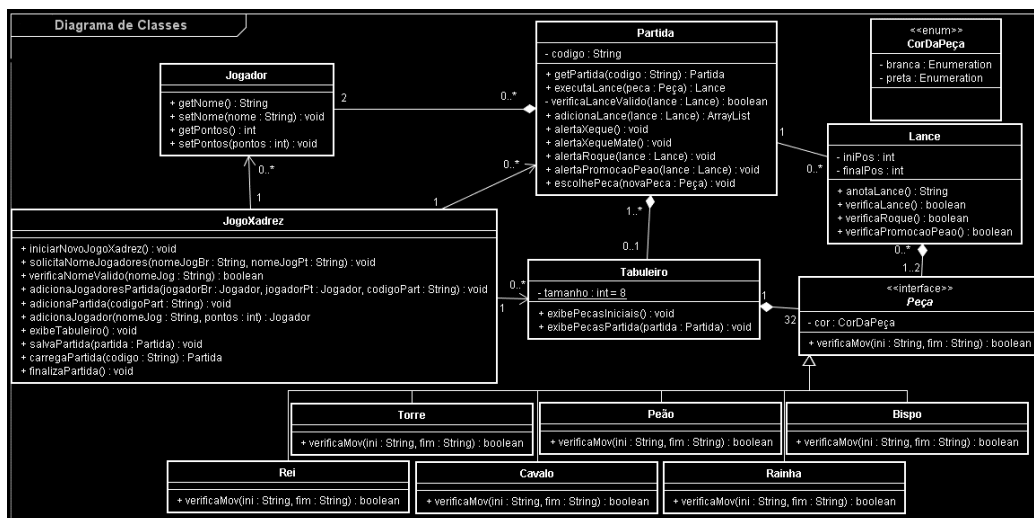 Diagrama de Classes
Partida
- codigo : String
+ getPartida(codigo : String) : Partida
+ executaLance(peca : Peça) : Lance
- verificaLanceValido(lance : Lance) : boolean
+ adicionaLance(lance : Lance) : ArrayList
+ alertaXeque() : void
+ alertaXequeMate() : void
+ alertaRoque(lance : Lance) : void
+ alertaPromocaoPeao(lance : Lance) : void
+ escolhePeca(novaPeca : Peça) : void
<<enum>>
CorDaPeça
- branca : Enumeration
- preta : Enumeration
Jogador
+ getNome() : String
+ setNome(nome : String) : void
+ getPontos() : int
+ setPontos(pontos : int) : void
2
0..*
1
0..*
Lance
- iniPos : int
- finalPos : int
+ anotaLance() : String
+ verificaLance() : boolean
+ verificaRoque() : boolean
+ verificaPromocaoPeao() : boolean
0..*
1
1
0..*
JogoXadrez
+ iniciarNovoJogoXadrez() : void
+ solicitaNomeJogadores(nomeJogBr : String, nomeJogPt : String) : void
+ verificaNomeValido(nomeJog : String) : boolean
+ adicionaJogadoresPartida(jogadorBr : Jogador, jogadorPt : Jogador, codigoPart : String) : void
+ adicionaPartida(codigoPart : String) : void
+ adicionaJogador(nomeJog : String, pontos : int) : Jogador
+ exibeTabuleiro() : void
+ salvaPartida(partida : Partida) : void
+ carregaPartida(codigo : String) : Partida
+ finalizaPartida() : void
1..*
0..1
0..*
1
Tabuleiro
- tamanho : int = 8
+ exibePecasIniciais() : void
+ exibePecasPartida(partida : Partida) : void
1
32
0..*
1..2
<<interface>>
Peça
- cor : CorDaPeça
+ verificaMov(ini : String, fim : String) : boolean
Torre
+ verificaMov(ini : String, fim : String) : boolean
Peão
+ verificaMov(ini : String, fim : String) : boolean
Bispo
+ verificaMov(ini : String, fim : String) : boolean
Rei
+ verificaMov(ini : String, fim : String) : boolean
Cavalo
+ verificaMov(ini : String, fim : String) : boolean
Rainha
+ verificaMov(ini : String, fim : String) : boolean